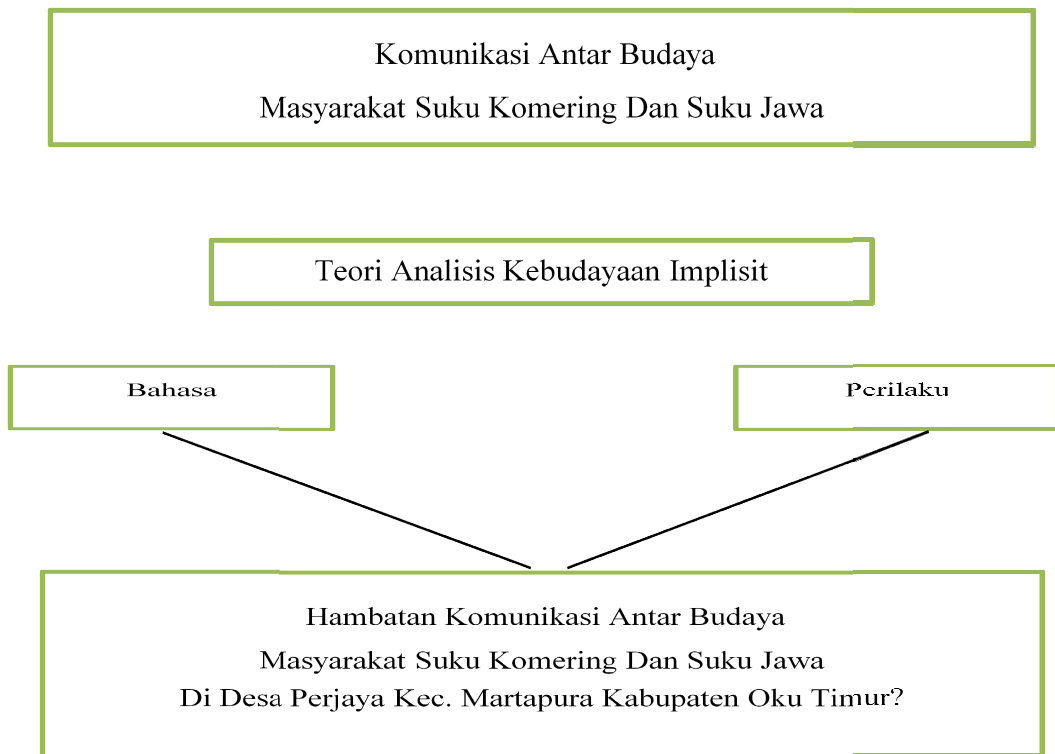 Komunikasi Antar Budaya
Masyarakat Suku Komering Dan Suku Jawa
Teori Analisis Kebudayaan Implisit
Bahasa
Perilaku
Hambatan Komunikasi Antar Budaya
Masyarakat Suku Komering Dan Suku Jawa
Di Desa Perjaya Kec. Martapura Kabupaten Oku Timur?